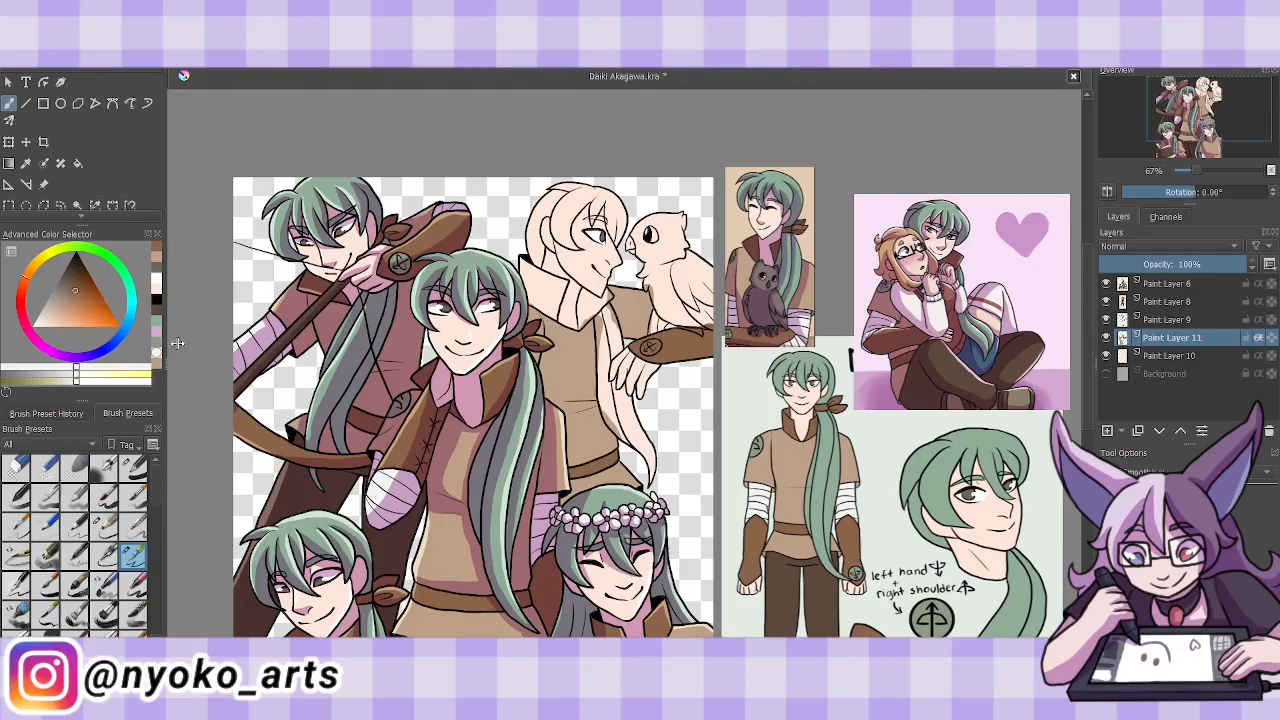 Daiki Akagawa.kra *
Overview
67%
Rotation: 0.00°
Layers
Channels
Layers
Normal
Opacity: 100%
Paint Layer 6
Paint Layer 8
Paint Layer 9
Paint Layer 11
Paint Layer 10
Background
Tool Options
Advanced Color Selector
Brush Preset History
Brush Presets
Brush Presets
All
Tag
left hand
+
right shoulder
@nyoko_arts